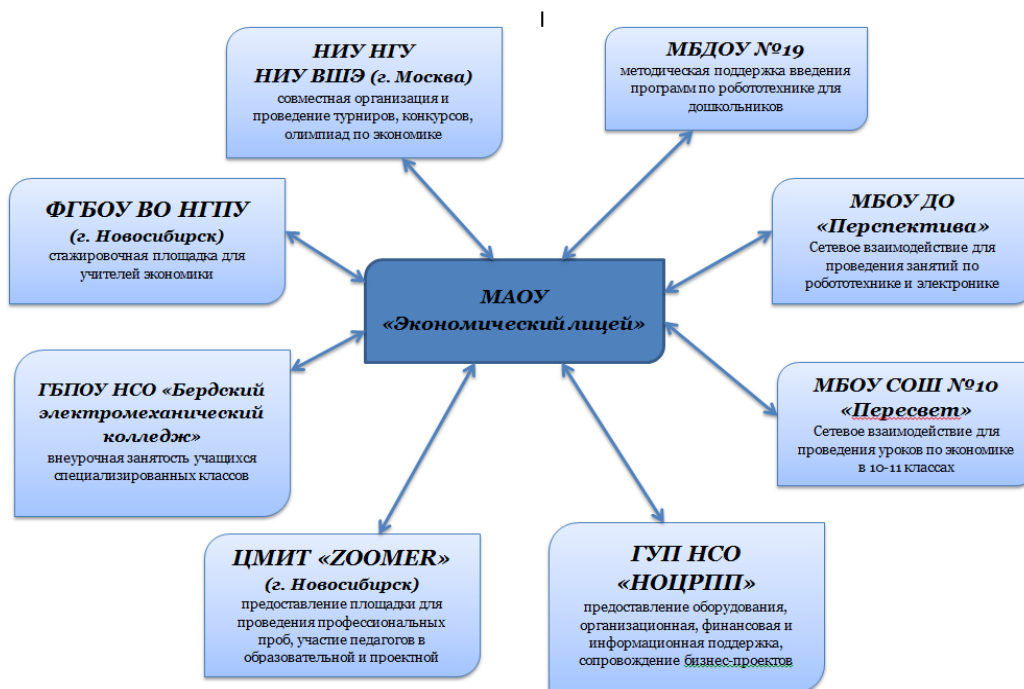 НИУ НГУ
НИУ ВШЭ (г. Москва)
совместная организация и
проведение турниров, конкурсов,
олимпиад по экономике
МБДОУ №19
методическая поддержка введения
программ по робототехнике для
дошкольников
ФГБОУ ВО НГПУ
(г. Новосибирск)
стажировочная площадка для
учителей экономики
МБОУ ДО
«Перспектива»
Сетевое взаимодействие для
проведения занятий по
робототехнике и электронике
МАОУ
«Экономический лицей»
ГБПОУ НСО «Бердский
электромеханический
колледж»
внеурочная занятость учащихся
специализированных классов
МБОУ СОШ №10
«Пересвет»
Сетевое взаимодействие для
проведения уроков по экономике
в 10-11 классах
ЦМИТ «ZOOMER»
(г. Новосибирск)
предоставление площадки для
проведения профессиональных
проб, участие педагогов в
образовательной и проектной
ГУП НСО
«НОЦРПП»
предоставление оборудования,
организационная, финансовая и
информационная поддержка,
сопровождение бизнес-проектов